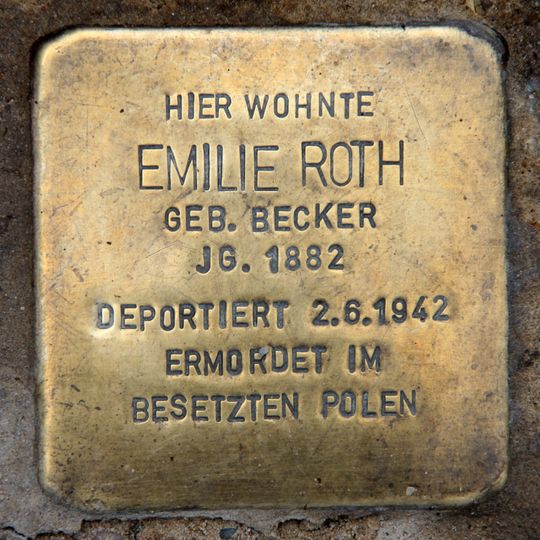 HIER WOHNTE
EMILIE ROTH
GEB. BECKER
JG. 1882
DEPORTIERT 2.6.1942
ERMORDET IM
BESETZTEN POLEN